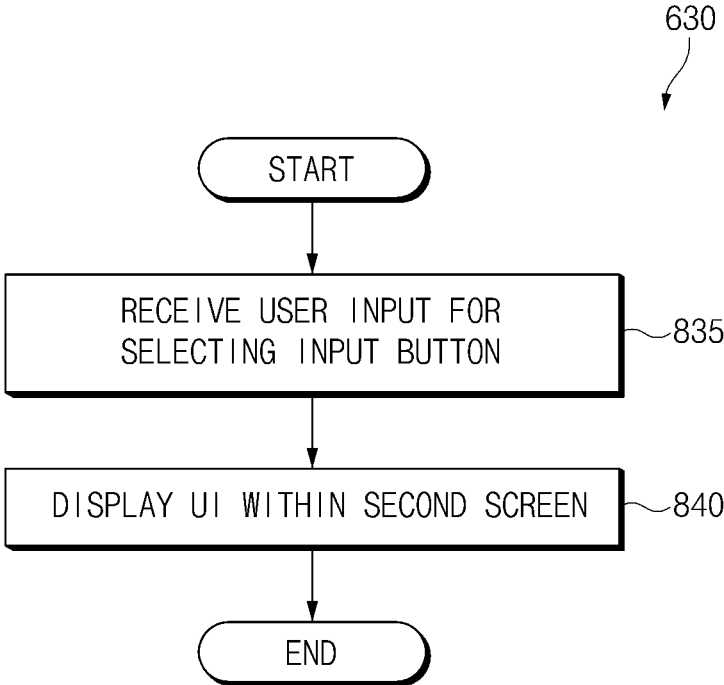 630
START
RECEIVE USER INPUT FOR
SELECTING INPUT BUTTON
835
DISPLAY UI WITHIN SECOND SCREEN
840
END